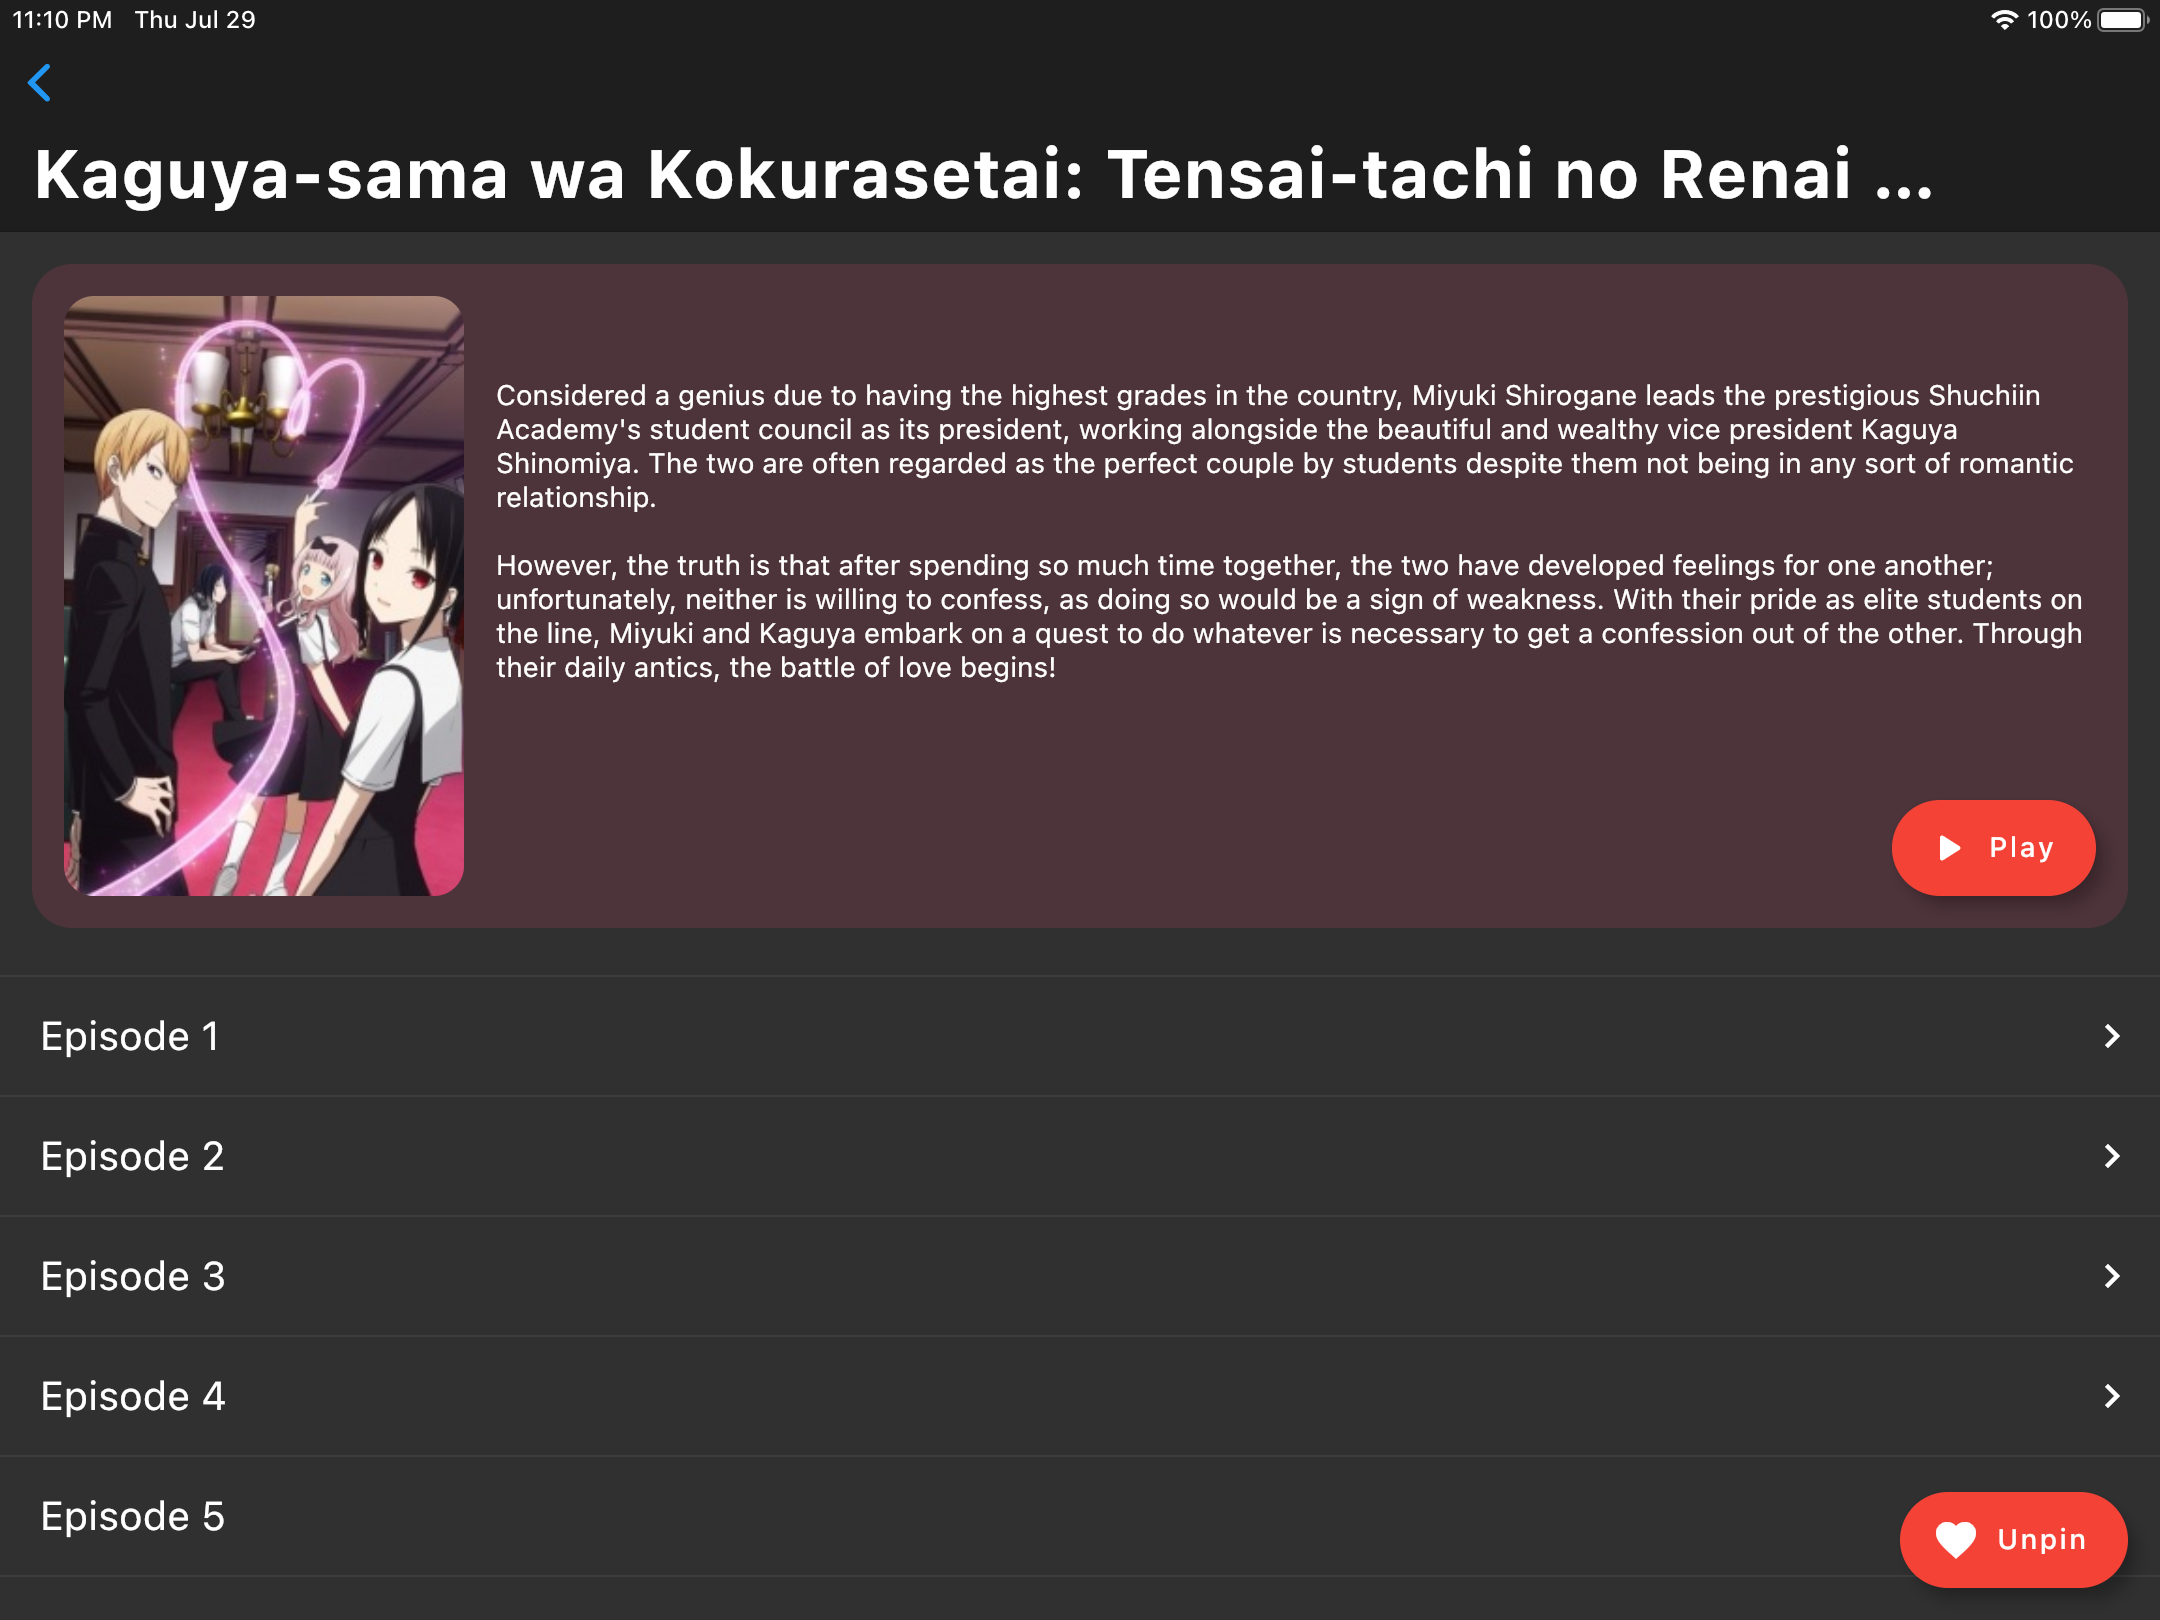 11:10 PM Thu Jul 29 100%
Kaguya-sama wa Kokurasetai: Tensai-tachi no Renai ...
Considered a genius due to having the highest grades in the country, Miyuki Shirogane leads the prestigious Shuchiin
Academy's student council as its president, working alongside the beautiful and wealthy vice president Kaguya
Shinomiya. The two are often regarded as the perfect couple by students despite them not being in any sort of romantic
relationship.
However, the truth is that after spending so much time together, the two have developed feelings for one another;
unfortunately, neither is willing to confess, as doing so would be a sign of weakness. With their pride as elite students on
the line, Miyuki and Kaguya embark on a quest to do whatever is necessary to get a confession out of the other. Through
their daily antics, the battle of love begins!
Play
Episode 1
Episode 2
Episode 3
Episode 4
Episode 5
Unpin